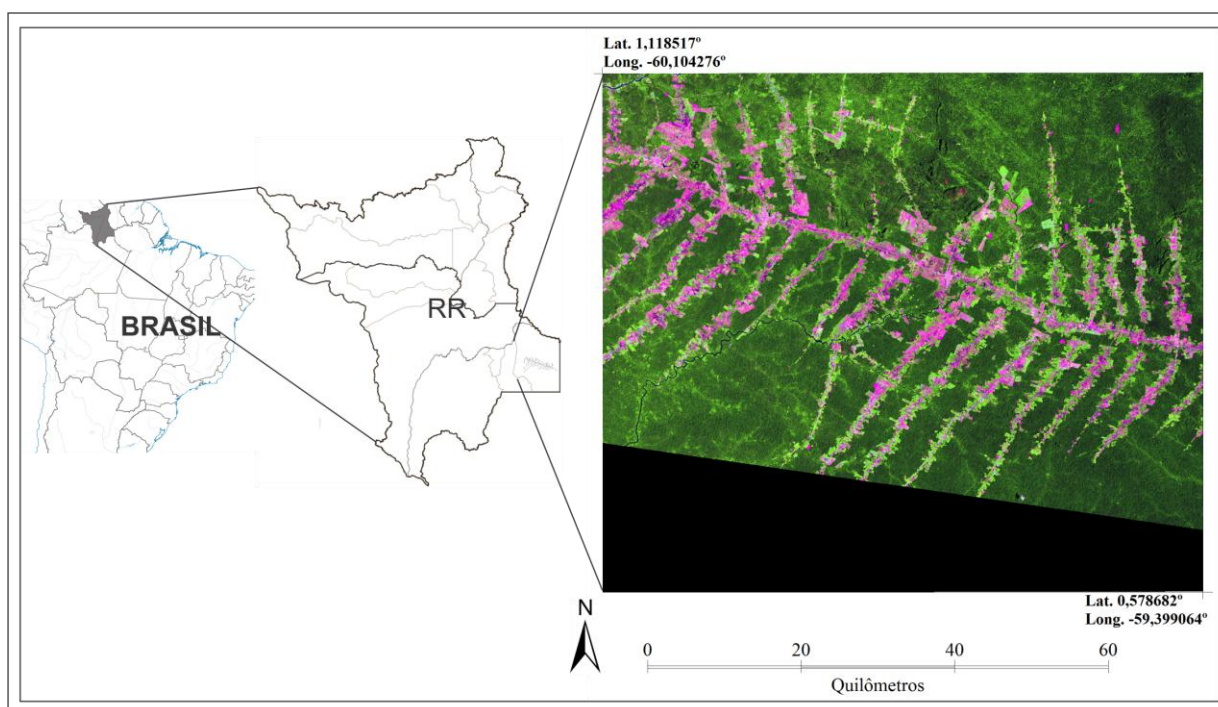 Lat. 1,118517º
Long. -60,104276º
BRASIL
RR
Lat. 0,578682º
Long. -59,399064º
N
0 20 40 60
Quilômetros